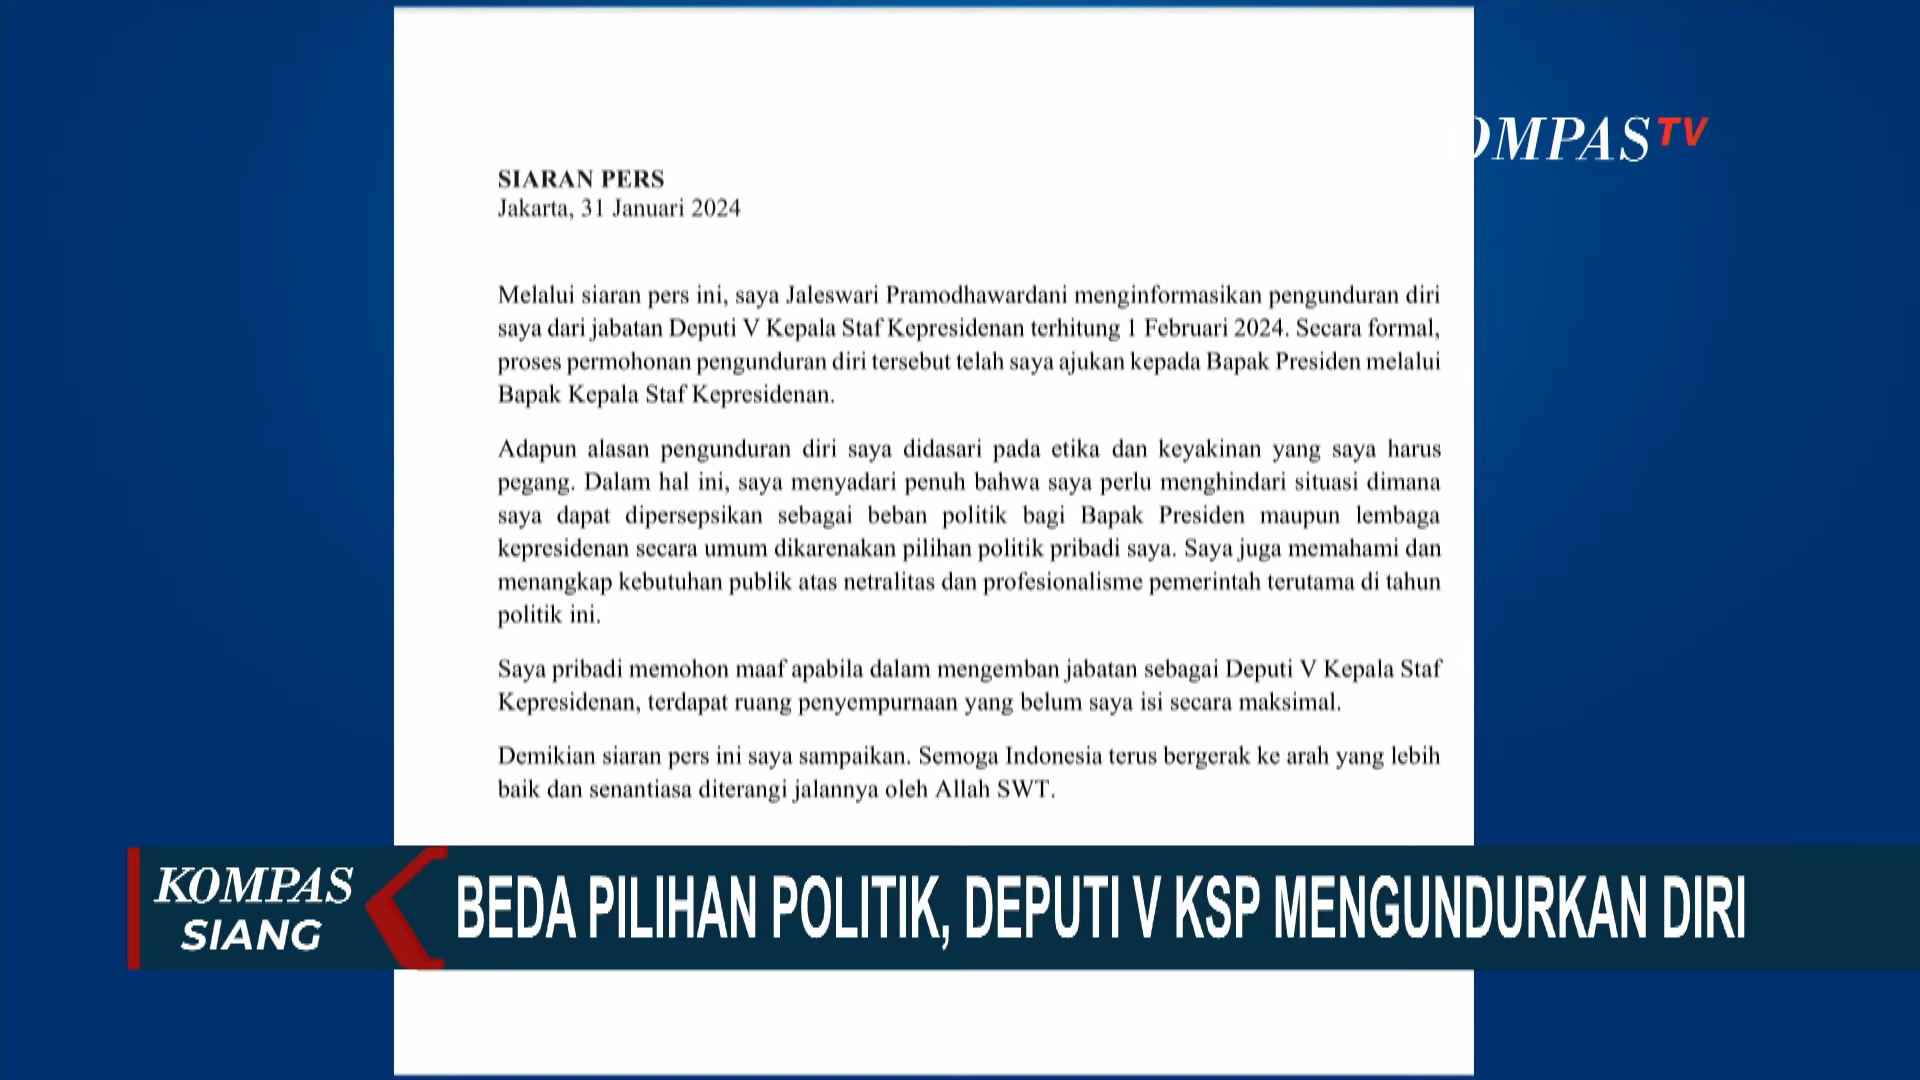 SIARAN PERS
Jakarta, 31 Januari 2024
OMPAS TV
Melalui siaran pers ini, saya Jaleswari Pramodhawardani menginformasikan pengunduran diri
saya dari jabatan Deputi V Kepala Staf Kepresidenan terhitung 1 Februari 2024. Secara formal,
proses permohonan pengunduran diri tersebut telah saya ajukan kepada Bapak Presiden melalui
Bapak Kepala Staf Kepresidenan.
Adapun alasan pengunduran diri saya didasari pada etika dan keyakinan yang saya harus
pegang. Dalam hal ini, saya menyadari penuh bahwa saya perlu menghindari situasi dimana
saya dapat dipersepsikan sebagai beban politik bagi Bapak Presiden maupun lembaga
kepresidenan secara umum dikarenakan pilihan politik pribadi saya. Saya juga memahami dan
menangkap kebutuhan publik atas netralitas dan profesionalisme pemerintah terutama di tahun
politik ini.
Saya pribadi memohon maaf apabila dalam mengemban jabatan sebagai Deputi V Kepala Staf
Kepresidenan, terdapat ruang penyempurnaan yang belum saya isi secara maksimal.
Demikian siaran pers ini saya sampaikan. Semoga Indonesia terus bergerak ke arah yang lebih
baik dan senantiasa diterangi jalannya oleh Allah SWT.
KOMPAS
SIANG
BEDA PILIHAN POLITIK, DEPUTI V KSP MENGUNDURKAN DIRI